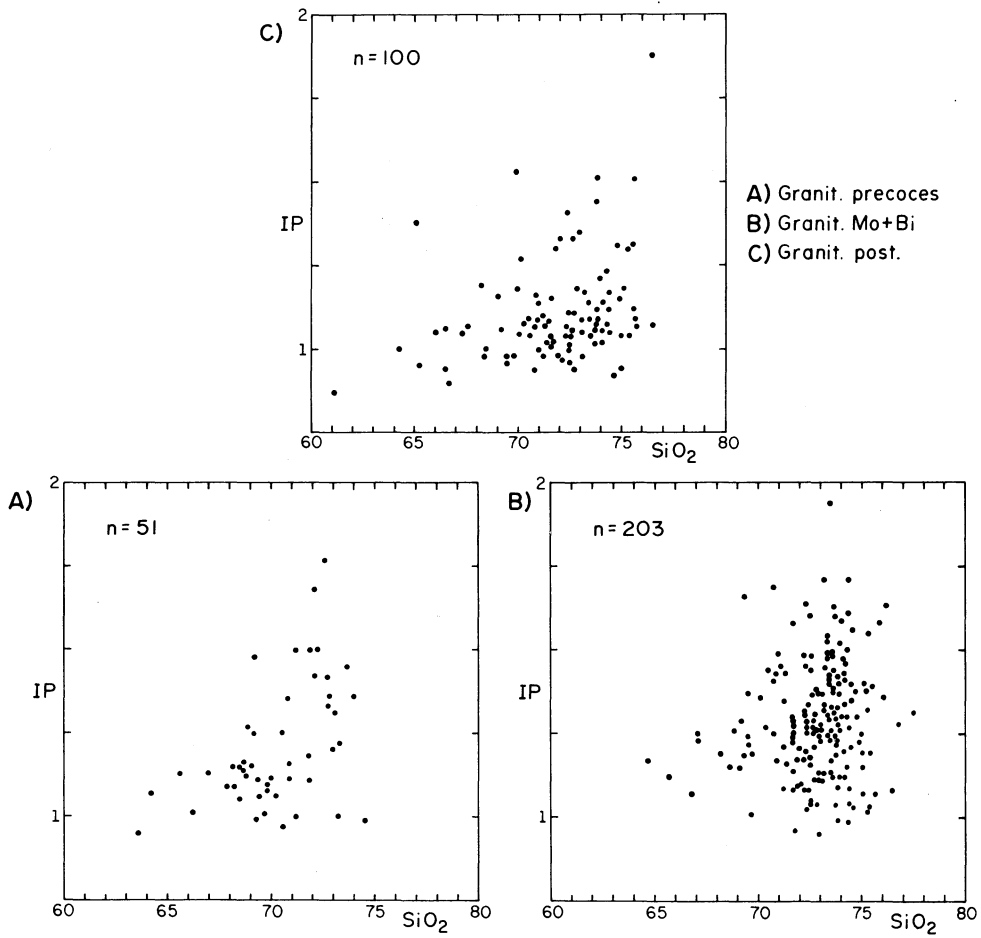 C)
2
n=100
IP
1
60
65
70
75
80
SiO2
A) Granit. precoces
B) Granit. Mo+Bi
C) Granit. post.
A)
2
n=51
IP
1
60
65
70
75
80
SiO2
B)
2
n=203
IP
1
60
65
70
75
80
SiO2